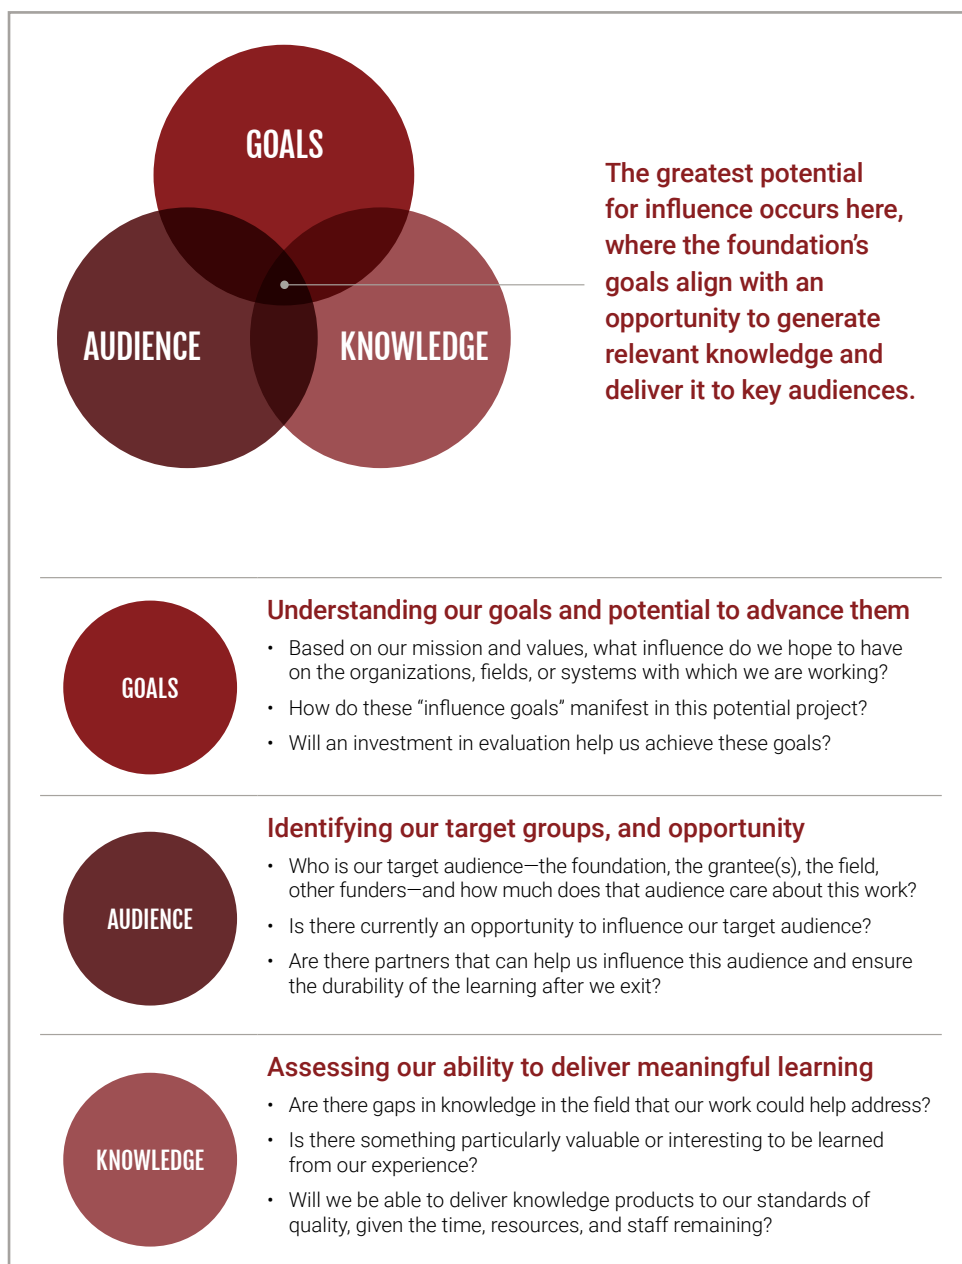 GOALS
AUDIENCE
KNOWLEDGE
The greatest potential
for influence occurs here,
where the foundation’s
goals align with an
opportunity to generate
relevant knowledge and
deliver it to key audiences.
GOALS
Understanding our goals and potential to advance them
• Based on our mission and values, what influence do we hope to have
on the organizations, fields, or systems with which we are working?
• How do these “influence goals” manifest in this potential project?
• Will an investment in evaluation help us achieve these goals?
AUDIENCE
Identifying our target groups, and opportunity
• Who is our target audience—the foundation, the grantee(s), the field,
other funders—and how much does that audience care about this work?
• Is there currently an opportunity to influence our target audience?
• Are there partners that can help us influence this audience and ensure
the durability of the learning after we exit?
KNOWLEDGE
Assessing our ability to deliver meaningful learning
• Are there gaps in knowledge in the field that our work could help address?
• Is there something particularly valuable or interesting to be learned
from our experience?
• Will we be able to deliver knowledge products to our standards of
quality, given the time, resources, and staff remaining?